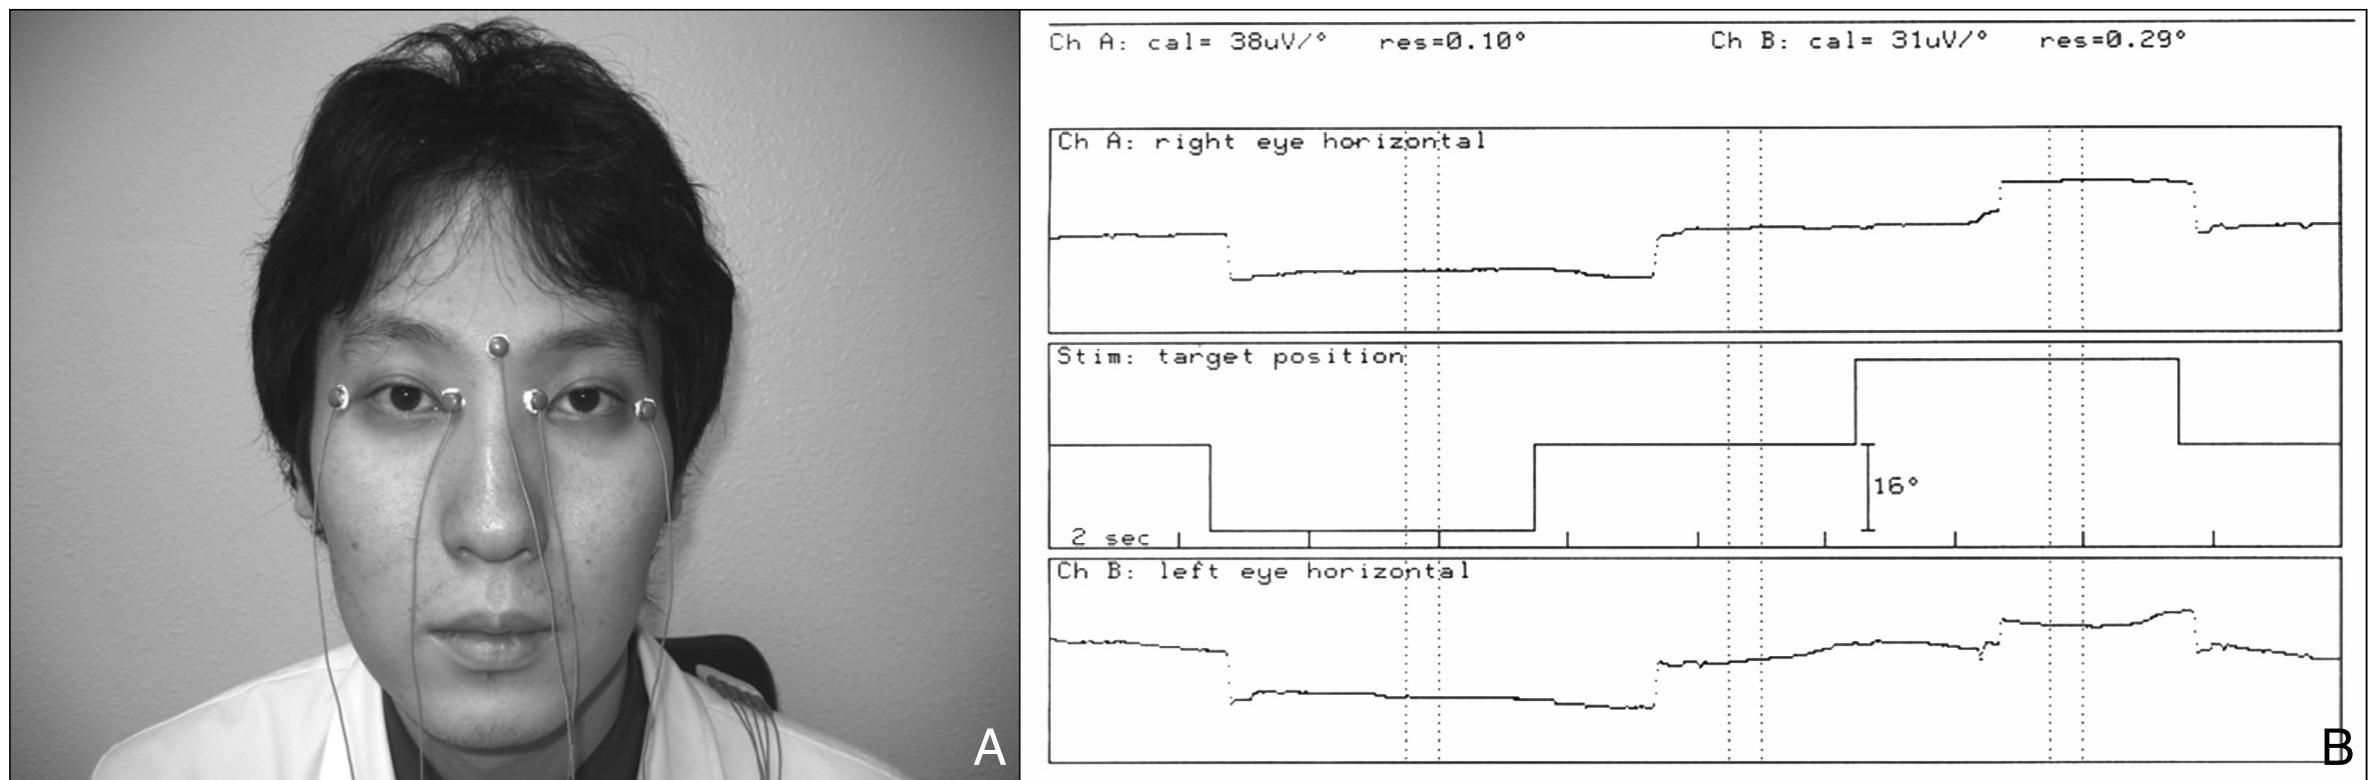 Ch A: cal= 38uV/° res=0.10° Ch B: cal= 31uV/° res=0.29°
Ch A: right eye horizontal
Stim: target position
16°
2 sec
Ch B: left eye horizontal
A
B